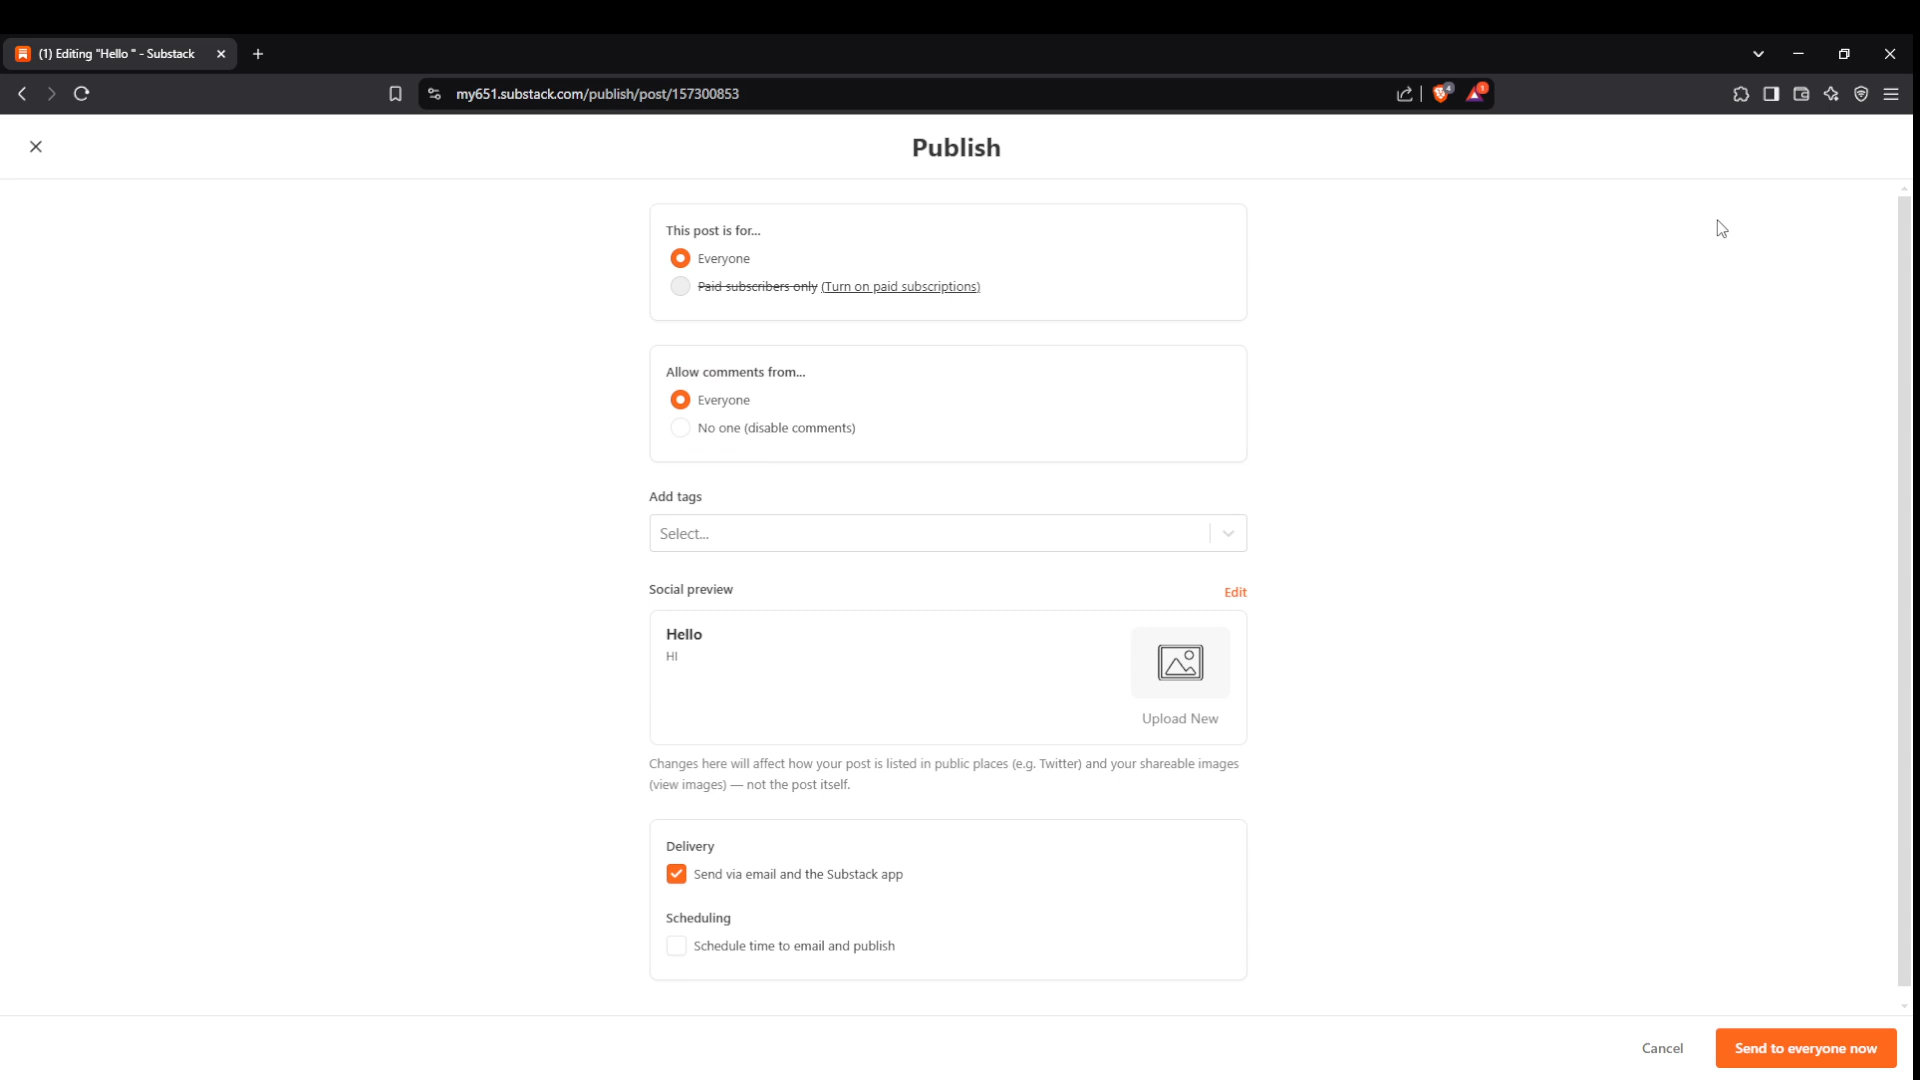 (1) Editing "Hello " - Substack
my651.substack.com/publish/post/157300853
4
1
Publish
This post is for...
Everyone
Paid subscribers only (Turn on paid subscriptions)
Allow comments from...
Everyone
No one (disable comments)
Add tags
Select...
Social preview
Edit
Hello
HI
Upload New
Changes here will affect how your post is listed in public places (e.g. Twitter) and your shareable images
(view images) — not the post itself.
Delivery
Send via email and the Substack app
Scheduling
Schedule time to email and publish
Cancel
Send to everyone now